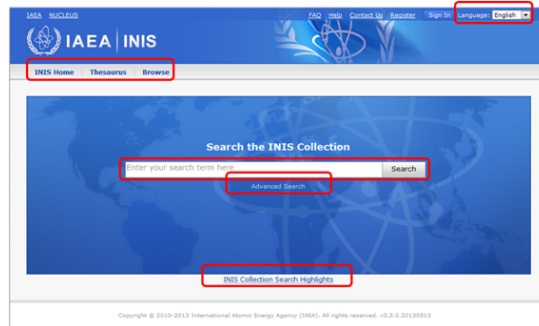 IAEA NUCLEUS FAQ Help Contact Us Register Sign In Language: English
IAEA INIS
INIS Home Thesaurus Browse
Search the INIS Collection
Enter your search term here Search
Advanced Search
INIS Collection Search Highlights
Copyright © 2010-2013 International Atomic Energy Agency (IAEA). All rights reserved. v3.3.0.20130513